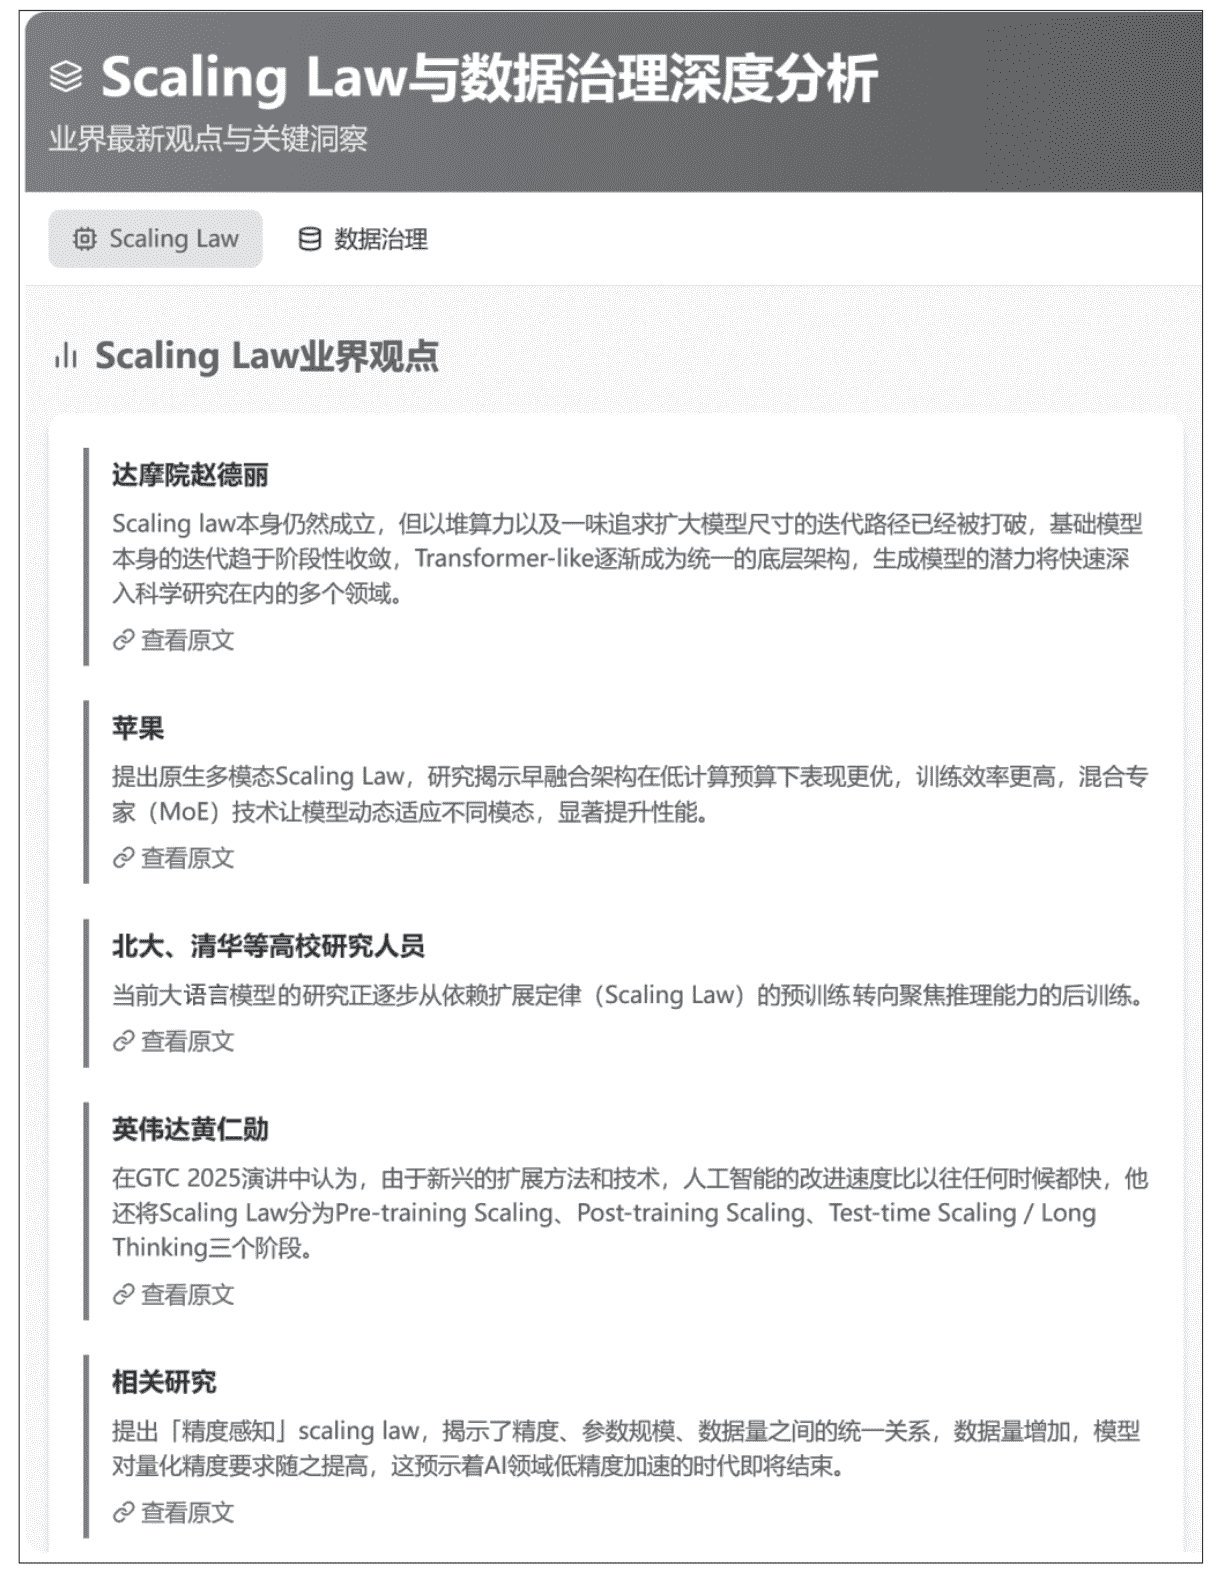 Scaling Law与数据治理深度分析
业界最新观点与关键洞察
Scaling Law
数据治理
Scaling Law业界观点
达摩院赵德丽
Scaling law本身仍然成立，但以堆算力以及一味追求扩大模型尺寸的迭代路径已经被打破，基础模型
本身的迭代趋于阶段性收敛，Transformer-like逐渐成为统一的底层架构，生成模型的潜力将快速深
入科学研究在内的多个领域。
查看原文
苹果
提出原生多模态Scaling Law，研究揭示早融合架构在低计算预算下表现更优，训练效率更高，混合专
家（MoE）技术让模型动态适应不同模态，显著提升性能。
查看原文
北大、清华等高校研究人员
当前大语言模型的研究正逐步从依赖扩展定律（Scaling Law）的预训练转向聚焦推理能力的后训练。
查看原文
英伟达黄仁勋
在GTC 2025演讲中认为，由于新兴的扩展方法和技术，人工智能的改进速度比以往任何时候都快，他
还将Scaling Law分为Pre-training Scaling、Post-training Scaling、Test-time Scaling / Long
Thinking三个阶段。
查看原文
相关研究
提出「精度感知」scaling law，揭示了精度、参数规模、数据量之间的统一关系，数据量增加，模型
对量化精度要求随之提高，这预示着AI领域低精度加速的时代即将结束。
查看原文